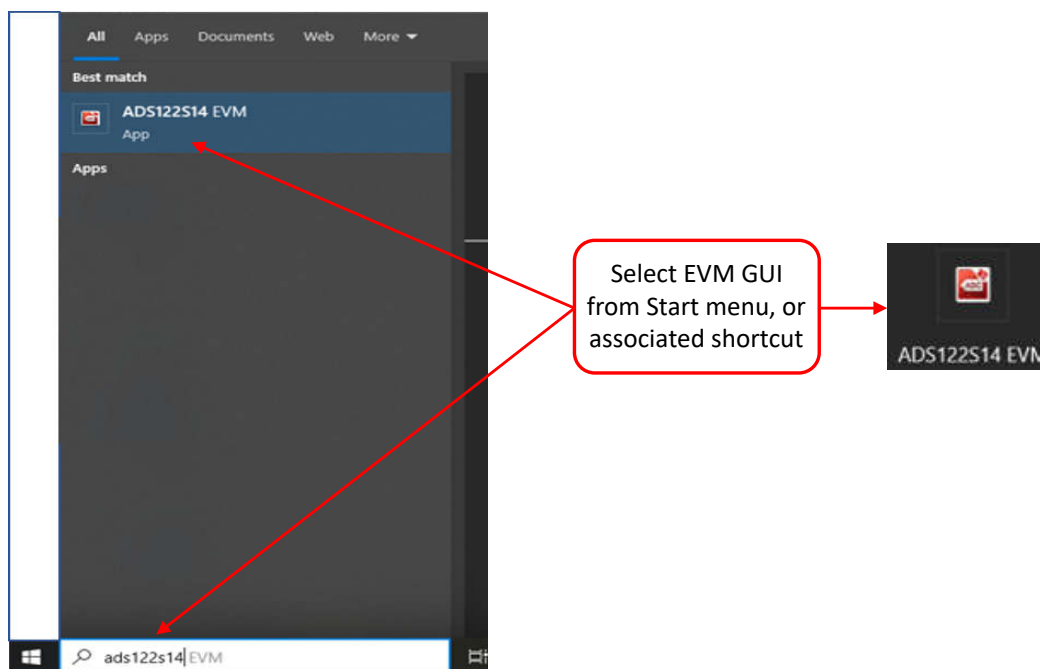 All Apps Documents Web More
Best match
ADS122S14 EVM
App
Apps
Select EVM GUI
from Start menu, or
associated shortcut
ADS122S14 EVM
ads122s14 EVM